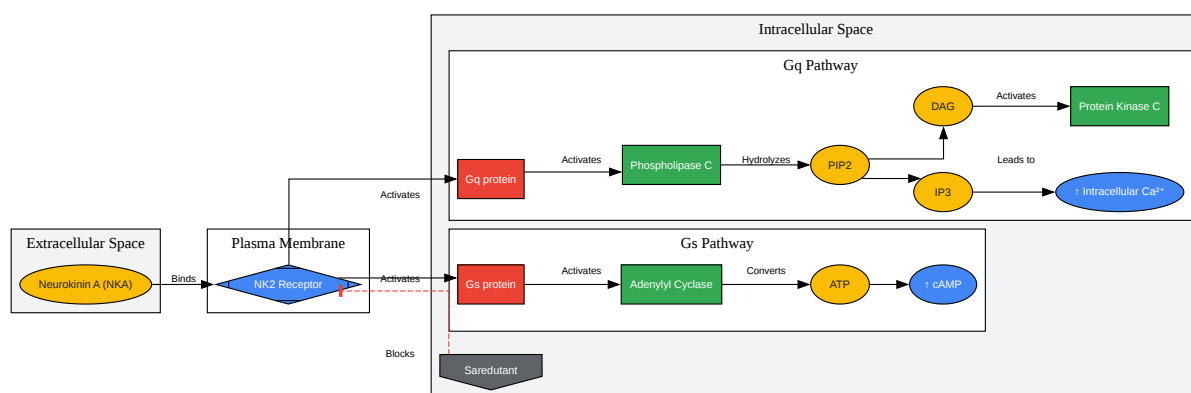 Intracellular Space
Gq Pathway
DAG
Activates
Protein Kinase C
Gq protein
Activates
Phospholipase C
Hydrolyzes
PIP2
Leads to
IP3
↑ Intracellular Ca²⁺
Activates
Extracellular Space
Neurokinin A (NKA)
Binds
Plasma Membrane
NK2 Receptor
Activates
Gs Pathway
Gs protein
Activates
Adenylyl Cyclase
Converts
ATP
↑ cAMP
Blocks
Saredutant